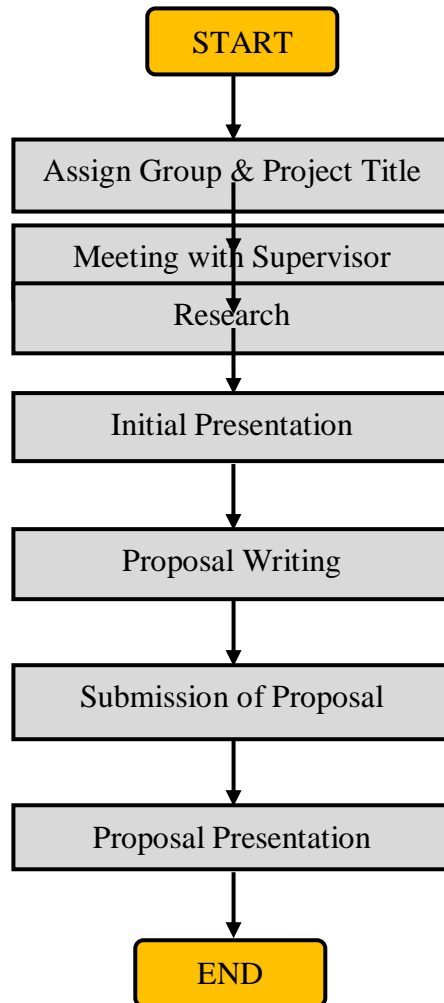 START
Assign Group & Project Title
Meeting with Supervisor
Research
Initial Presentation
Proposal Writing
Submission of Proposal
Proposal Presentation
END